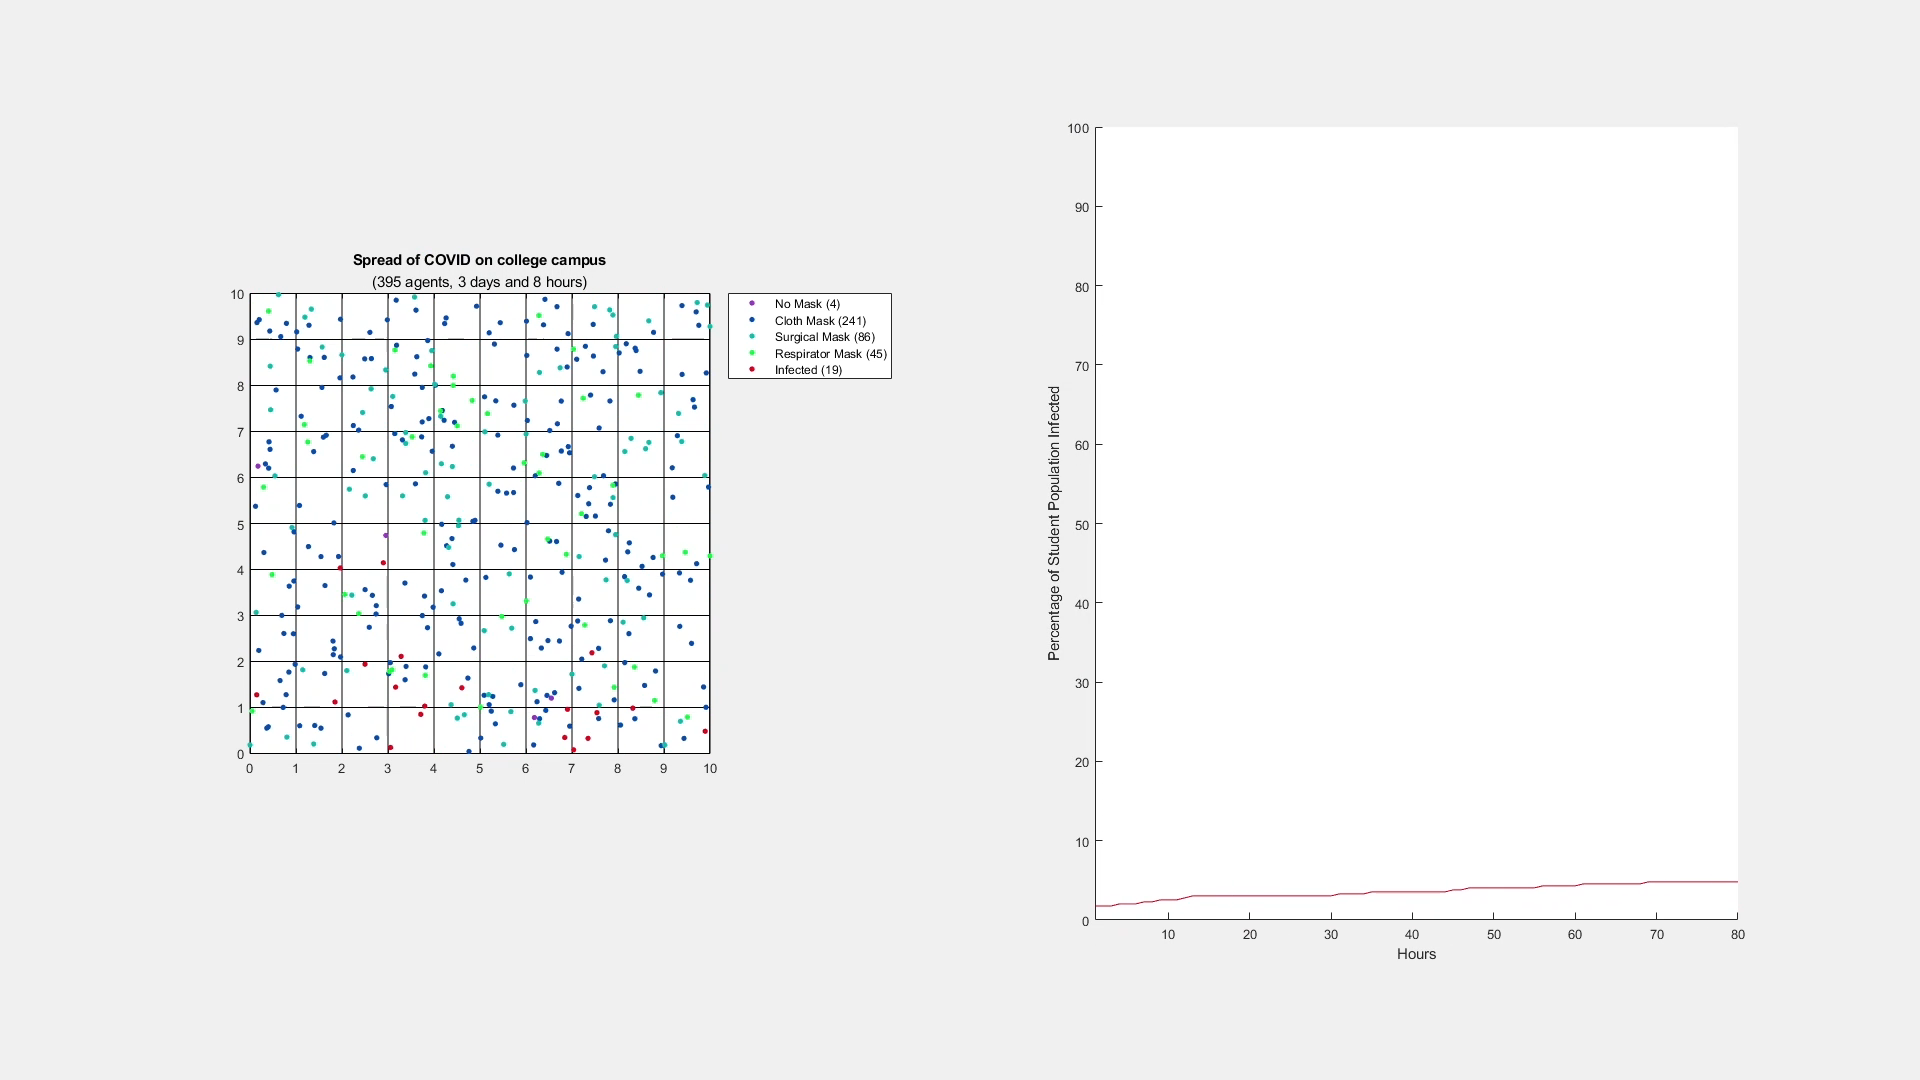 Spread of COVID on college campus
(395 agents, 3 days and 8 hours)
10
9
8
7
6
5
4
3
2
1
0
0 1 2 3 4 5 6 7 8 9 10
No Mask (4)
Cloth Mask (241)
Surgical Mask (86)
Respirator Mask (45)
Infected (19)
Percentage of Student Population Infected
100
90
80
70
60
50
40
30
20
10
0
10 20 30 40 50 60 70 80
Hours